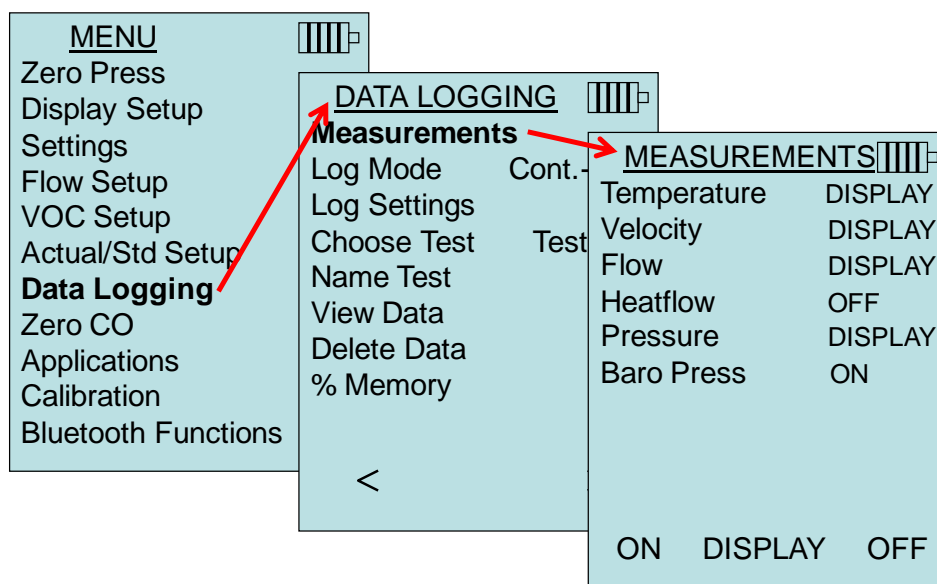 MENU
Zero Press
Display Setup
Settings
Flow Setup
VOC Setup
Actual/Std Setup
Data Logging
Zero CO
Applications
Calibration
Bluetooth Functions
DATA LOGGING
Measurements
Log Mode Cont.-
Log Settings
Choose Test Test
Name Test
View Data
Delete Data
% Memory
<
MEASUREMENTS
Temperature DISPLAY
Velocity DISPLAY
Flow DISPLAY
Heatflow OFF
Pressure DISPLAY
Baro Press ON
ON DISPLAY OFF